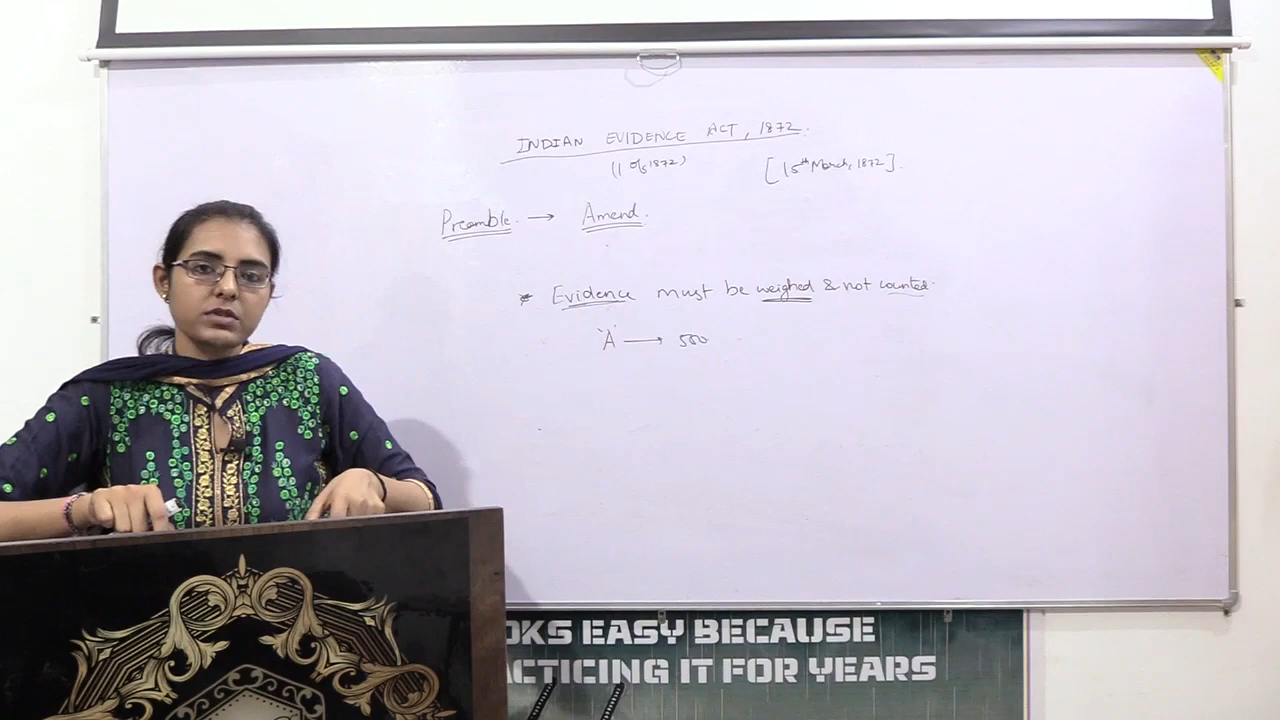 INDIAN EVIDENCE ACT, 1872.
(1 of 1872) [15th March, 1872].
Preamble. → Amend.
* Evidence must be weighed & not counted.
'A' → 500
OKS EASY BECAUSE
ACTICING IT FOR YEARS